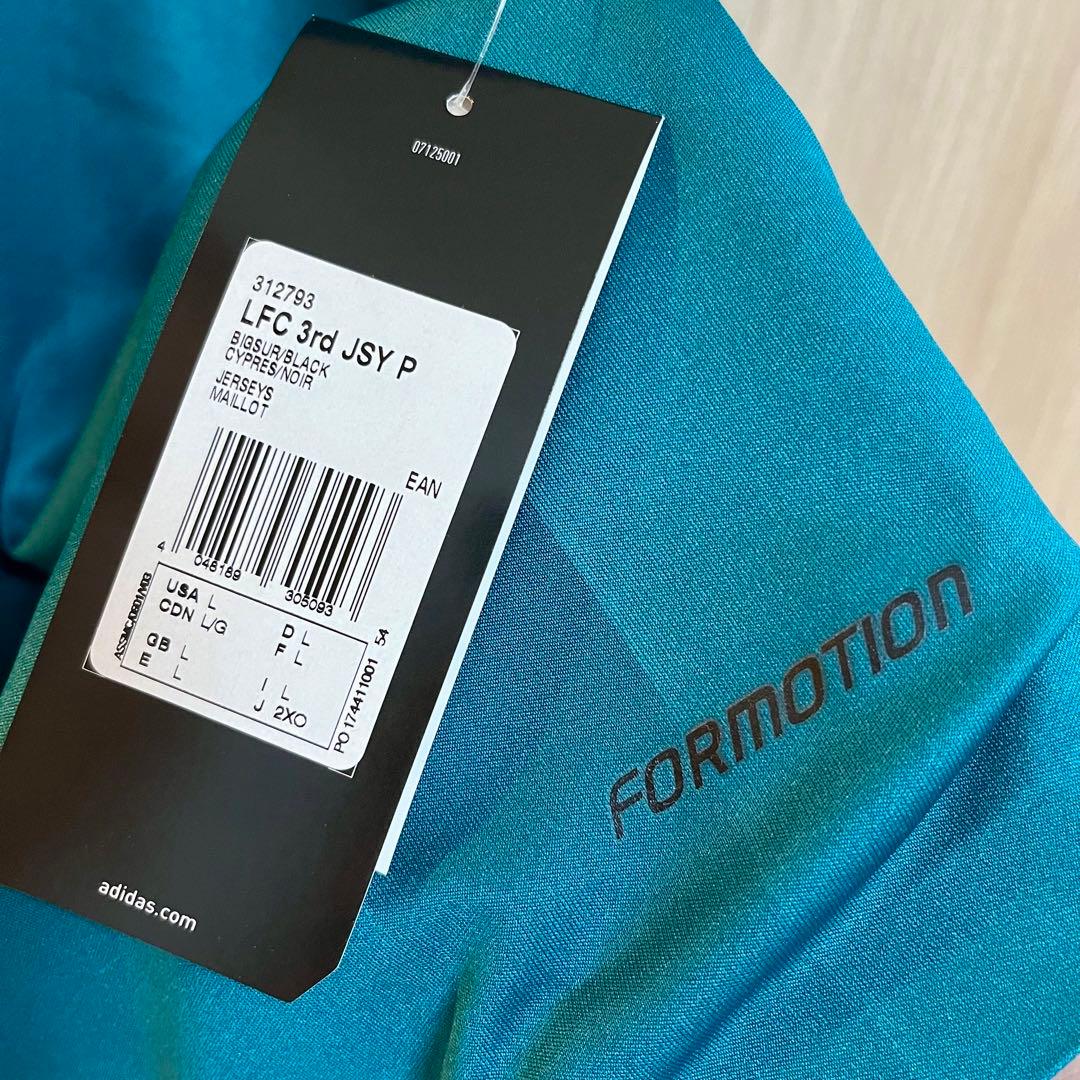 07125001
312793
LFC 3rd JSY P
BIGSUR/BLACK
CYPRES/NOIR
JERSEYS
MAILLOT
EAN
4 048189 305093 54
USA L
CDN L/G
GB L
E L
D L
F L
I L
J 2XO
PO 174411001
adidas.com
FORMOTION